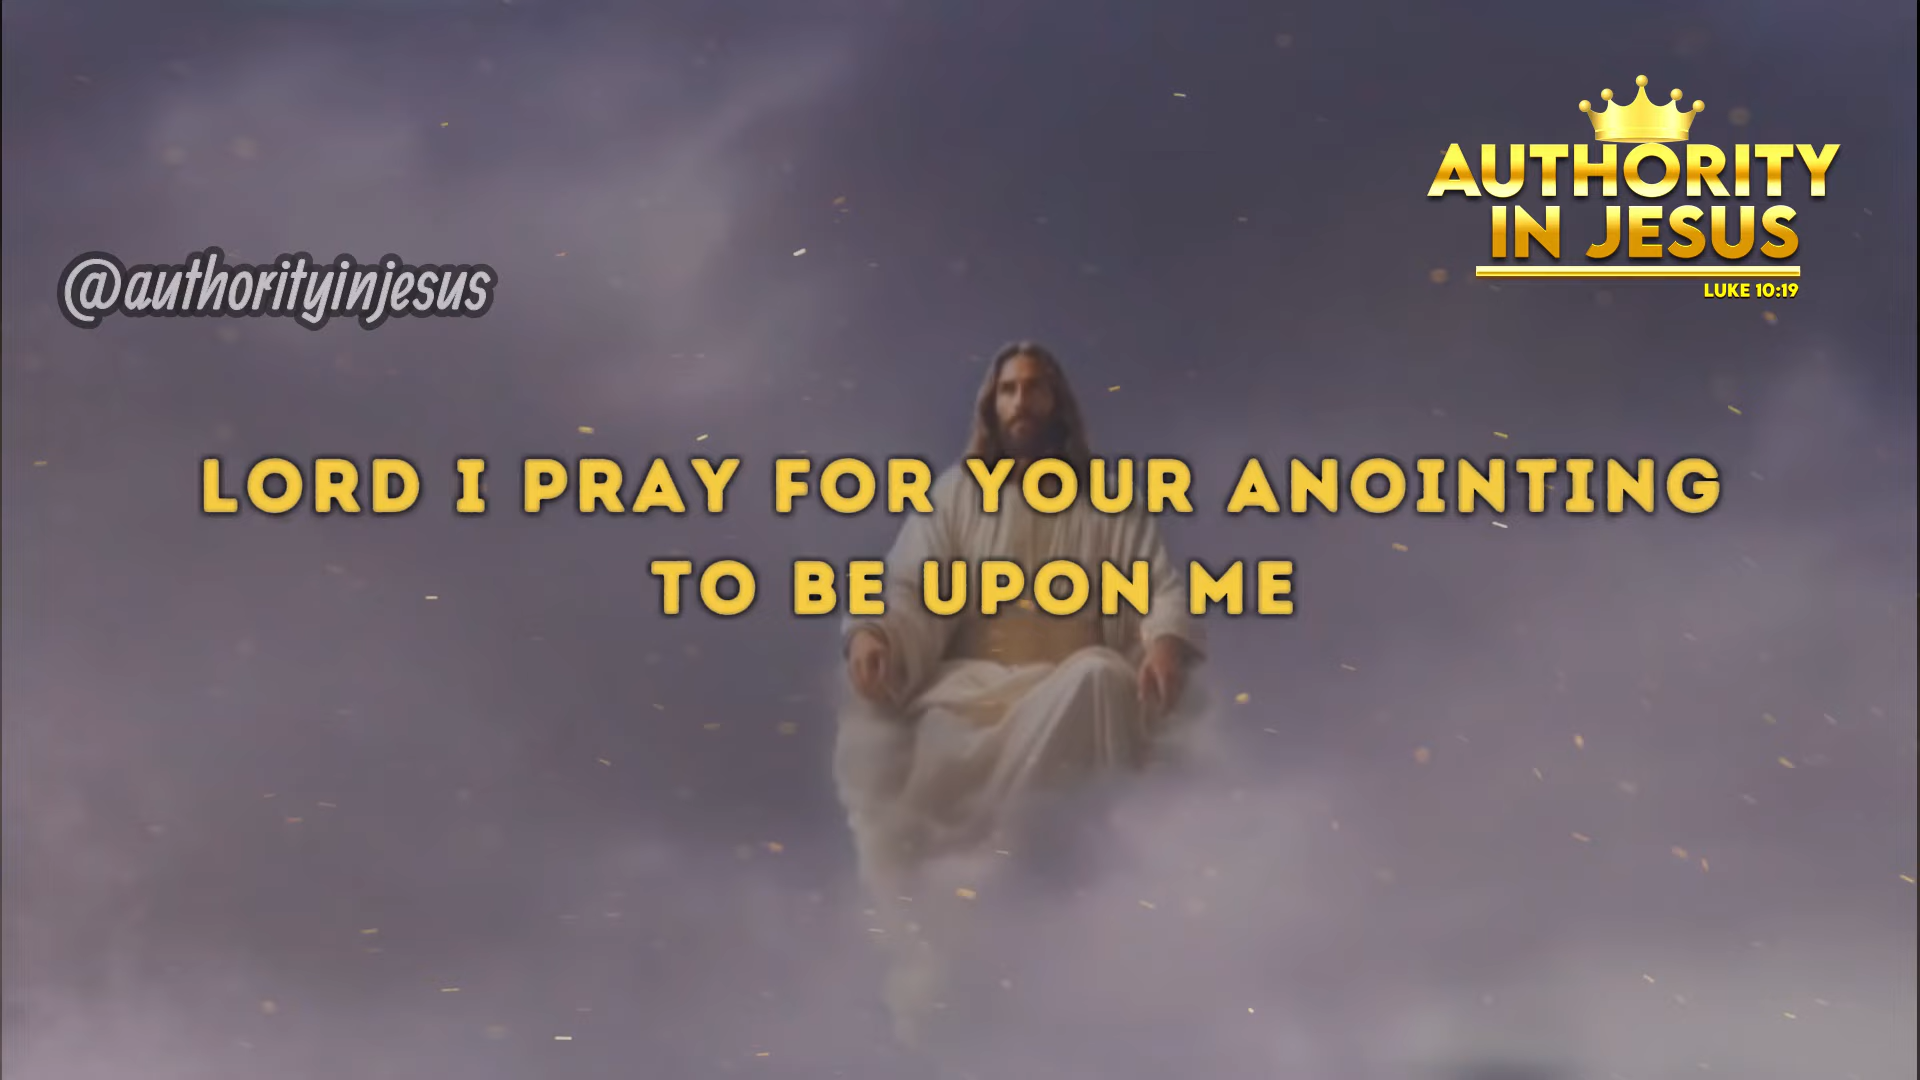 AUTHORITY
IN JESUS
LUKE 10:19
@authorityinjesus
LORD I PRAY FOR YOUR ANOINTING
TO BE UPON ME